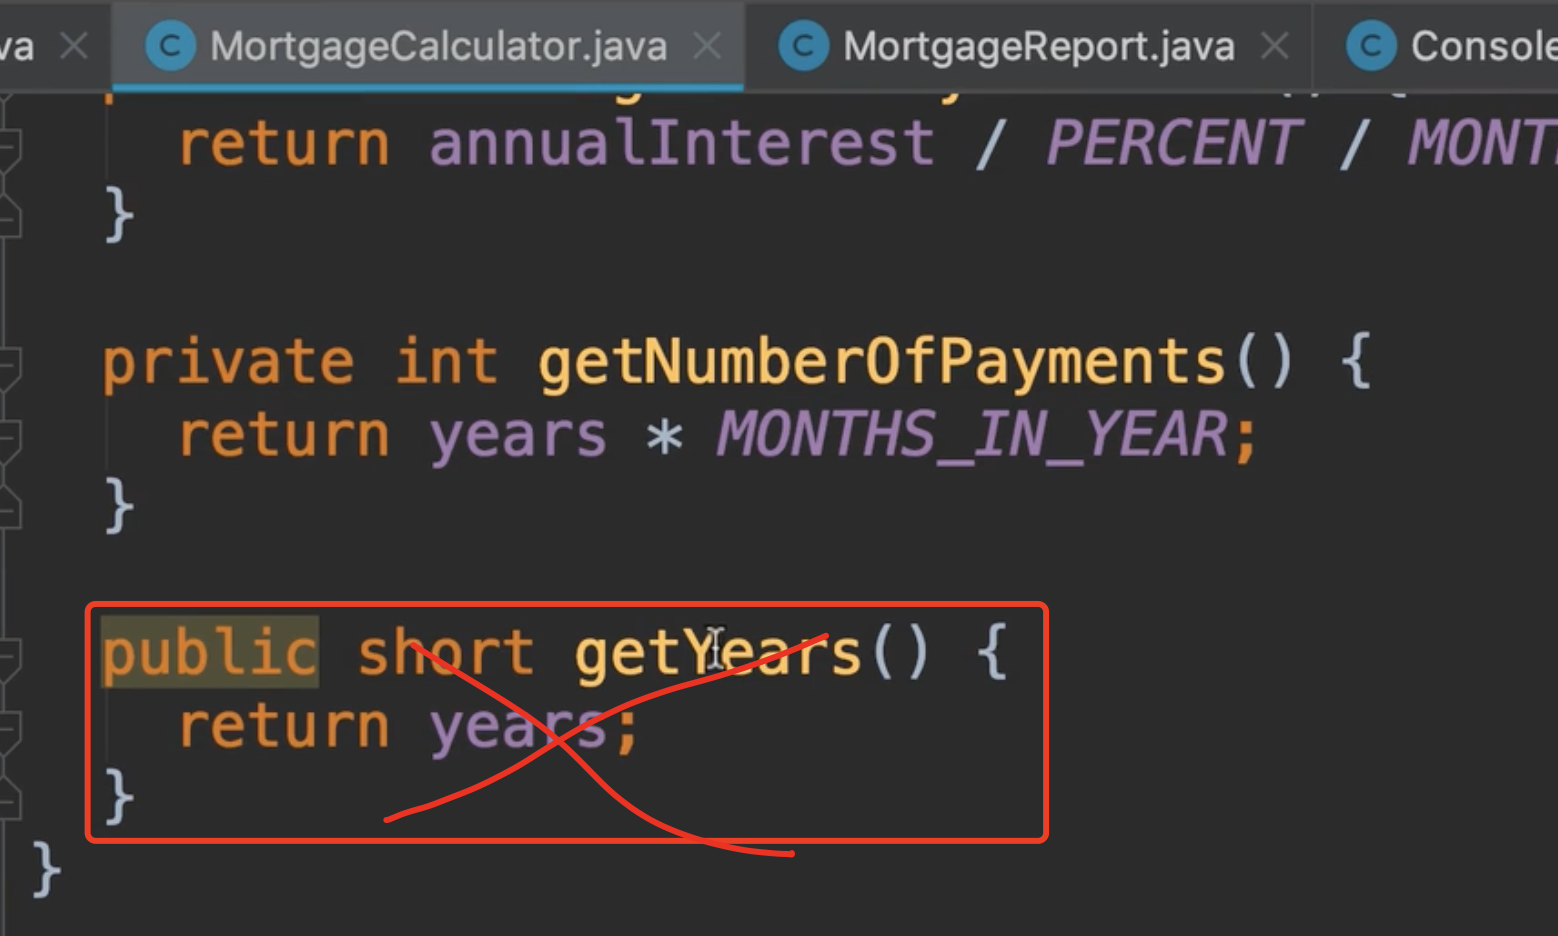 va MortgageCalculator.java MortgageReport.java Console
return annualInterest / PERCENT / MONT
}
private int getNumberOfPayments() {
return years * MONTHS_IN_YEAR;
}
public short getYears() {
return years;
}
}